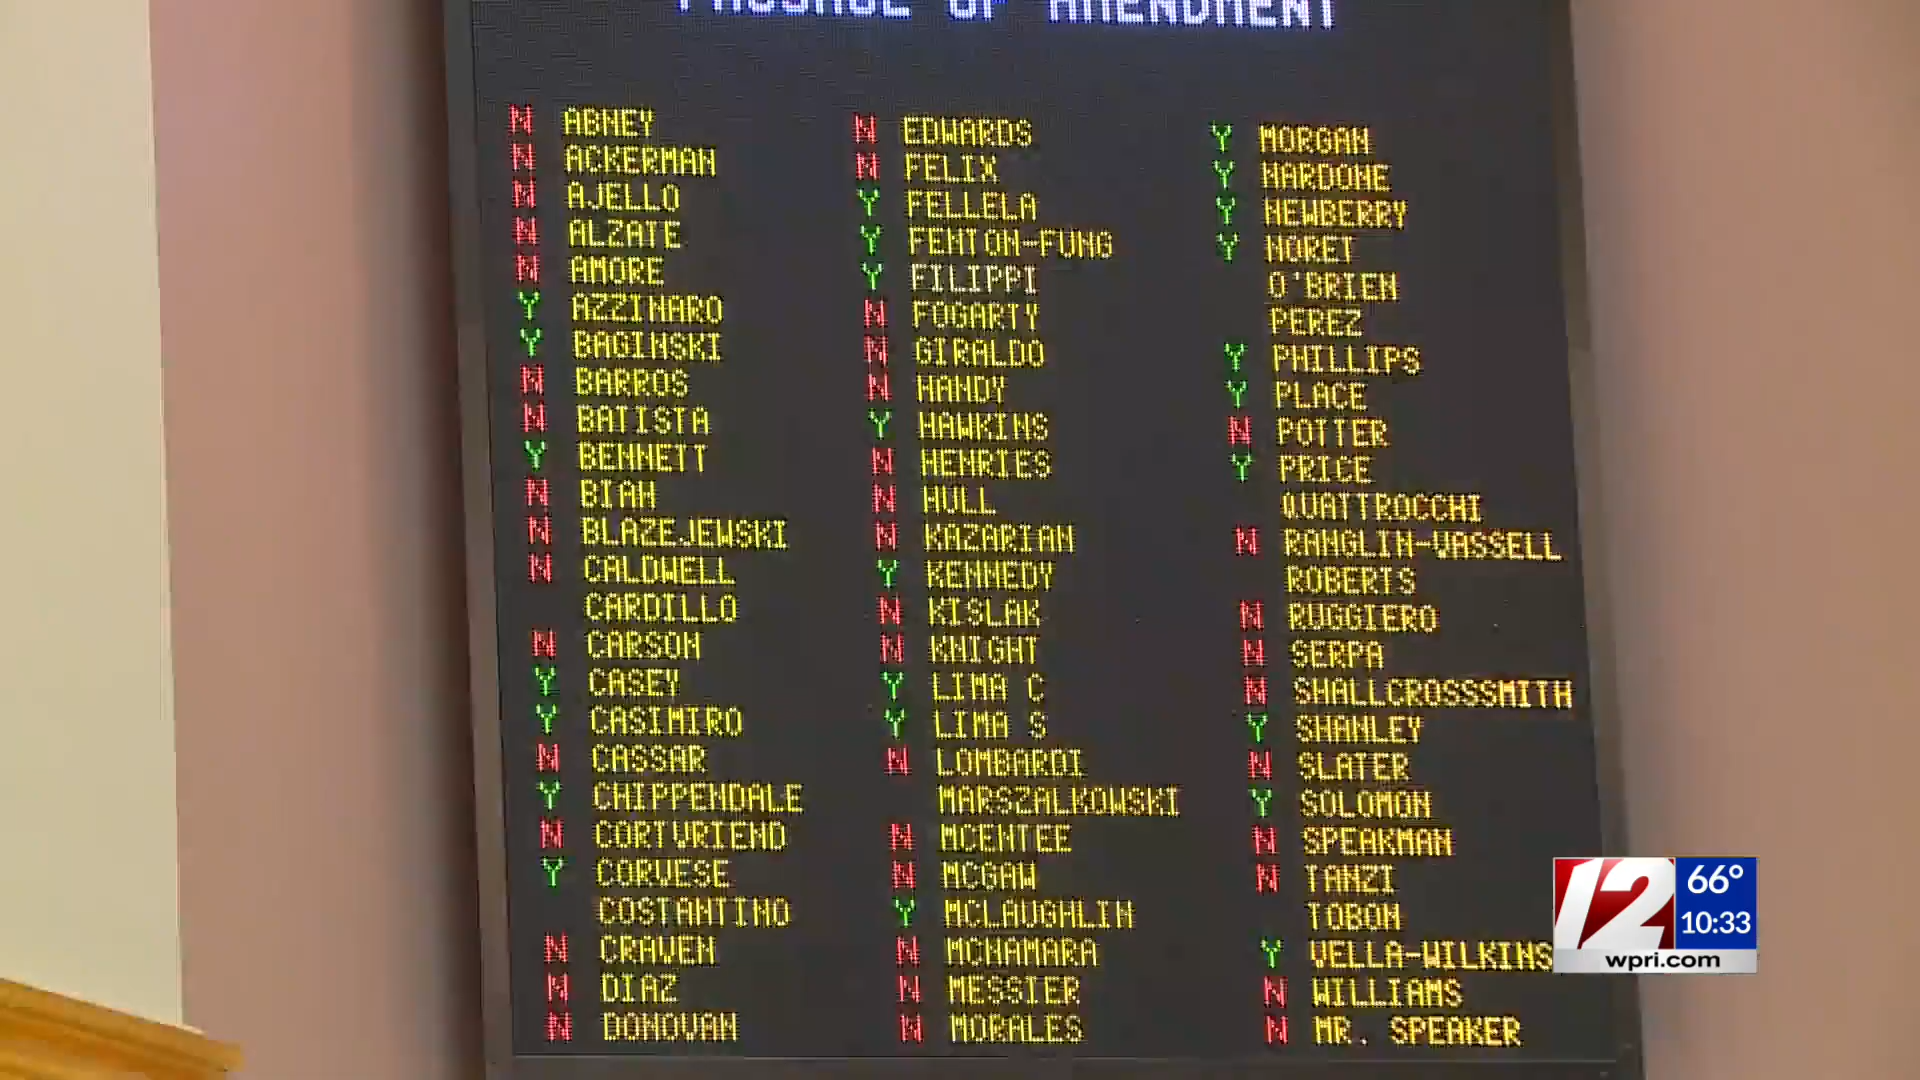 PASSAGE OF AMENDMENT
N ABNEY
N ACKERMAN
N AJELLO
N ALZATE
N AMORE
Y AZZINARO
Y BAGINSKI
N BARROS
N BATISTA
Y BENNETT
N BIAH
N BLAZEJEWSKI
N CALDWELL
CARDILLO
N CARSON
Y CASEY
Y CASIMIRO
N CASSAR
Y CHIPPENDALE
N CORTVRIEND
Y CORVESE
COSTANTINO
N CRAVEN
N DIAZ
N DONOVAN
N EDWARDS
N FELIX
Y FELLELA
Y FENTON-FUNG
Y FILIPPI
N FOGARTY
N GIRALDO
N HANDY
Y HAWKINS
N HENRIES
N HULL
N KAZARIAN
Y KENNEDY
N KISLAK
N KNIGHT
Y LIMA C
Y LIMA S
N LOMBARDI
MARSZALKOWSKI
N MCENTEE
N MCGAW
Y MCLAUGHLIN
N MCNAMARA
N MESSIER
N MORALES
Y MORGAN
Y NARDONE
Y NEWBERRY
Y NORET
O'BRIEN
PEREZ
Y PHILLIPS
Y PLACE
N POTTER
Y PRICE
QUATTROCCHI
N RANGLIN-VASSELL
ROBERTS
N RUGGIERO
N SERPA
N SHALLCROSSSMITH
Y SHANLEY
N SLATER
Y SOLOMON
N SPEAKMAN
N TANZI
TOBON
Y VELLA-WILKINS
N WILLIAMS
N MR. SPEAKER
12 66°
10:33
wpri.com